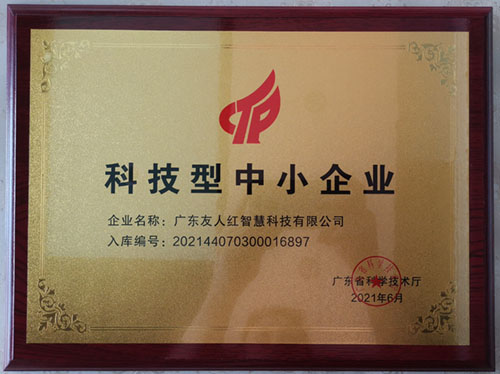 科技型中小企业
企业名称：广东友人红智慧科技有限公司
入库编号：202144070300016897
广东省科学技术厅
2021年6月